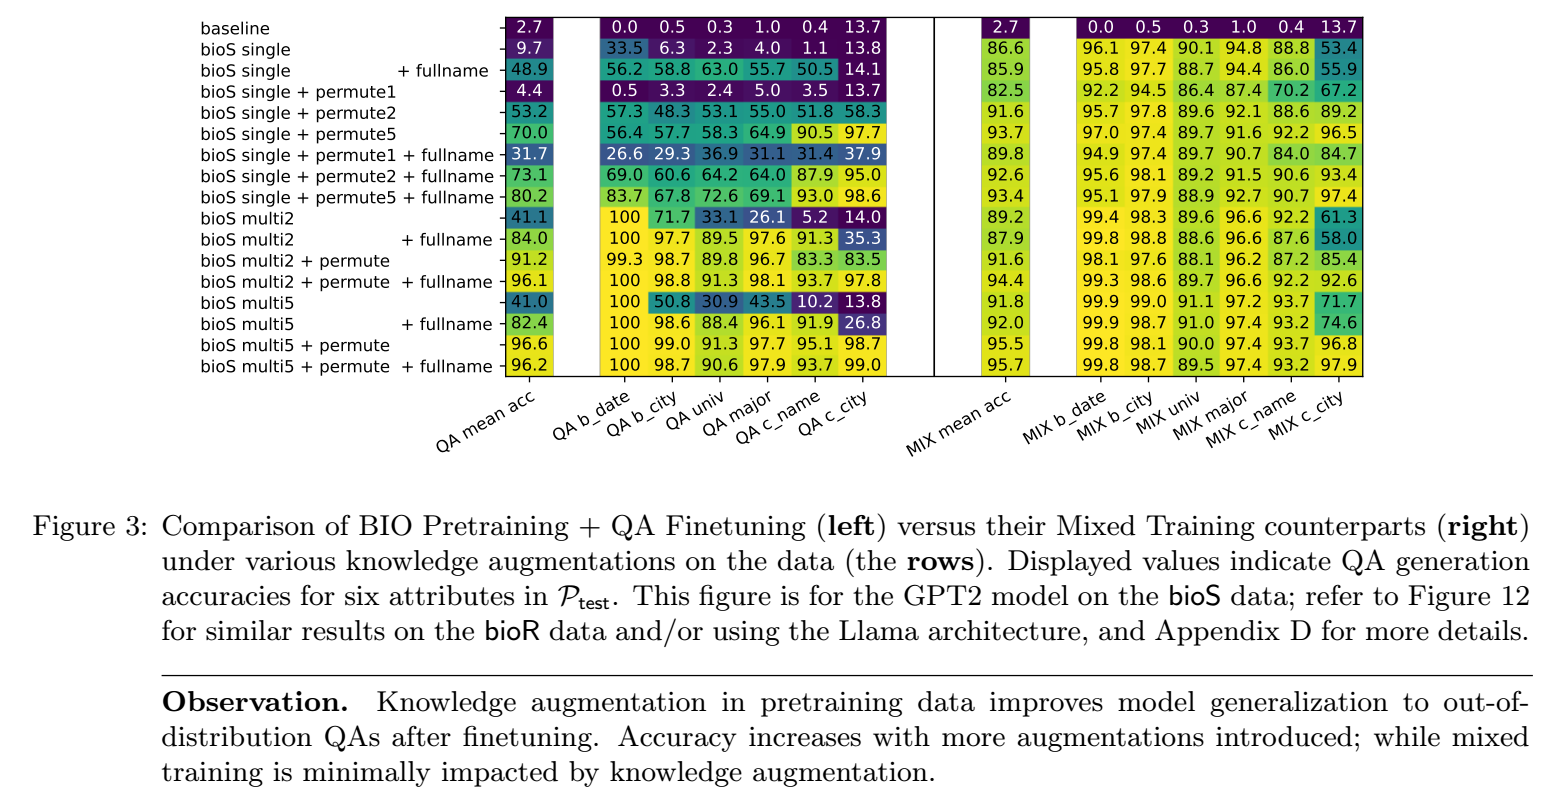 baseline 2.7 0.0 0.5 0.3 1.0 0.4 13.7 2.7 0.0 0.5 0.3 1.0 0.4 13.7
bioS single 9.7 33.5 6.3 2.3 4.0 1.1 13.8 86.6 96.1 97.4 90.1 94.8 88.8 53.4
bioS single + fullname 48.9 56.2 58.8 63.0 55.7 50.5 14.1 85.9 95.8 97.7 88.7 94.4 86.0 55.9
bioS single + permute1 4.4 0.5 3.3 2.4 5.0 3.5 13.7 82.5 92.2 94.5 86.4 87.4 70.2 67.2
bioS single + permute2 53.2 57.3 48.3 53.1 55.0 51.8 58.3 91.6 95.7 97.8 89.6 92.1 88.6 89.2
bioS single + permute5 70.0 56.4 57.7 58.3 64.9 90.5 97.7 93.7 97.0 97.4 89.7 91.6 92.2 96.5
bioS single + permute1 + fullname 31.7 26.6 29.3 36.9 31.1 31.4 37.9 89.8 94.9 97.4 89.7 90.7 84.0 84.7
bioS single + permute2 + fullname 73.1 69.0 60.6 64.2 64.0 87.9 95.0 92.6 95.6 98.1 89.2 91.5 90.6 93.4
bioS single + permute5 + fullname 80.2 83.7 67.8 72.6 69.1 93.0 98.6 93.4 95.1 97.9 88.9 92.7 90.7 97.4
bioS multi2 41.1 100 71.7 33.1 26.1 5.2 14.0 89.2 99.4 98.3 89.6 96.6 92.2 61.3
bioS multi2 + fullname 84.0 100 97.7 89.5 97.6 91.3 35.3 87.9 99.8 98.8 88.6 96.6 87.6 58.0
bioS multi2 + permute 91.2 99.3 98.7 89.8 96.7 83.3 83.5 91.6 98.1 97.6 88.1 96.2 87.2 85.4
bioS multi2 + permute + fullname 96.1 100 98.8 91.3 98.1 93.7 97.8 94.4 99.3 98.6 89.7 96.6 92.2 92.6
bioS multi5 41.0 100 50.8 30.9 43.5 10.2 13.8 91.8 99.9 99.0 91.1 97.2 93.7 71.7
bioS multi5 + fullname 82.4 100 98.6 88.4 96.1 91.9 26.8 92.0 99.9 98.7 91.0 97.4 93.2 74.6
bioS multi5 + permute 96.6 100 99.0 91.3 97.7 95.1 98.7 95.5 99.8 98.1 90.0 97.4 93.7 96.8
bioS multi5 + permute + fullname 96.2 100 98.7 90.6 97.9 93.7 99.0 95.7 99.8 98.7 89.5 97.4 93.2 97.9
QA mean acc QA b_date QA b_city QA univ QA major QA c_name QA c_city MIX mean acc MIX b_date MIX b_city MIX univ MIX major MIX c_name MIX c_city
Figure 3: Comparison of BIO Pretraining + QA Finetuning (left) versus their Mixed Training counterparts (right)
under various knowledge augmentations on the data (the rows). Displayed values indicate QA generation
accuracies for six attributes in 𝒫test. This figure is for the GPT2 model on the bioS data; refer to Figure 12
for similar results on the bioR data and/or using the Llama architecture, and Appendix D for more details.
Observation. Knowledge augmentation in pretraining data improves model generalization to out-of-
distribution QAs after finetuning. Accuracy increases with more augmentations introduced; while mixed
training is minimally impacted by knowledge augmentation.